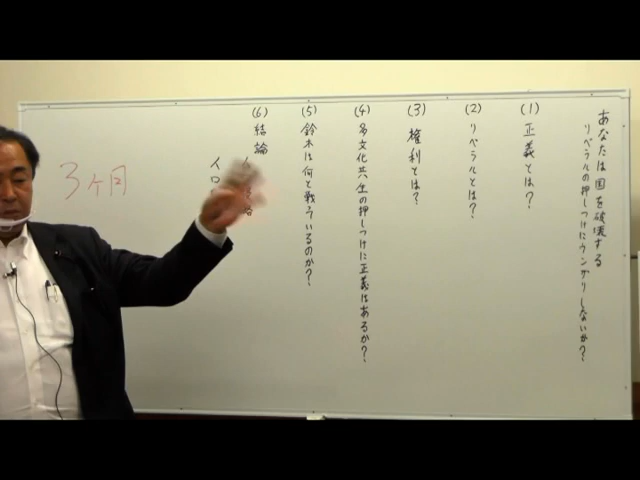 あなたは国を破壊する
リベラルの押しつけにウンザリしないか?
(1) 正義とは?
(2) リベラルとは?
(3) 権利とは?
(4) 多文化共生の押しつけに正義はあるか?
(5) 鈴木は何と戦ているのか?
(6) 結論
3ヶ月